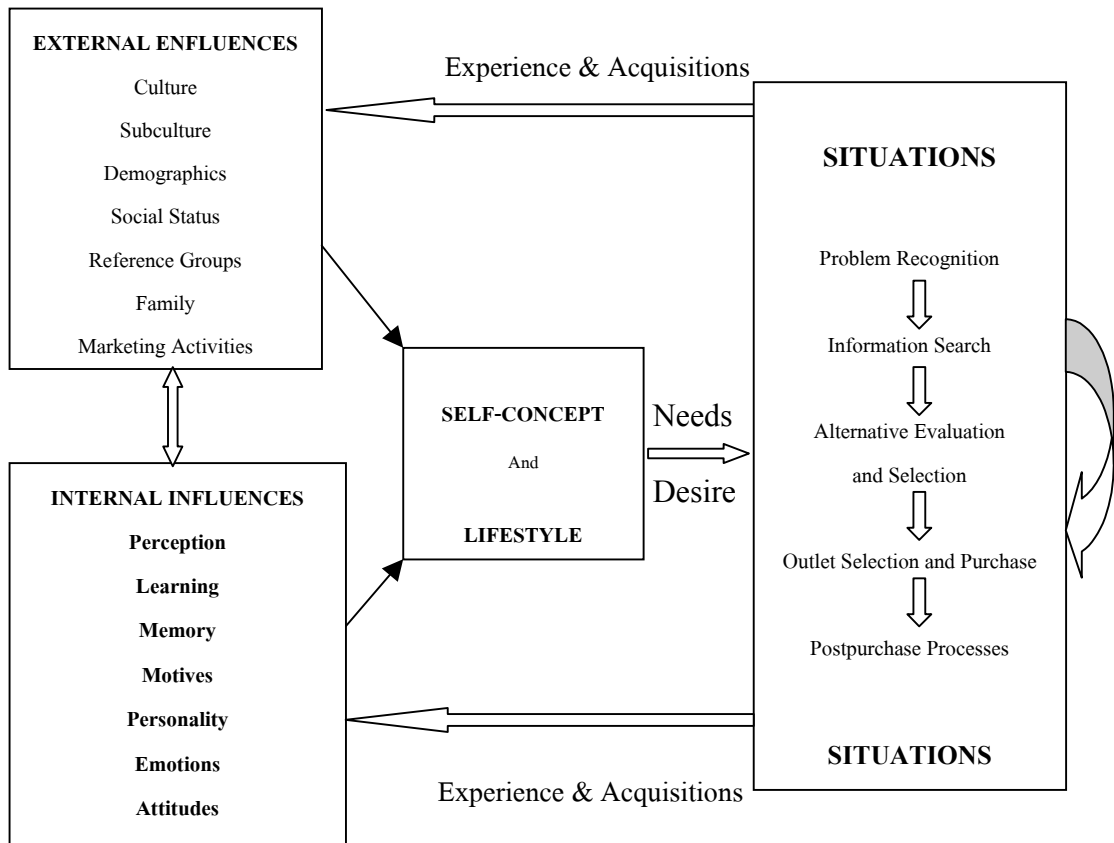 EXTERNAL ENFLUENCES
Culture
Subculture
Demographics
Social Status
Reference Groups
Family
Marketing Activities
INTERNAL INFLUENCES
Perception
Learning
Memory
Motives
Personality
Emotions
Attitudes
SELF-CONCEPT
And
LIFESTYLE
Needs
Desire
Experience & Acquisitions
SITUATIONS
Problem Recognition
Information Search
Alternative Evaluation
and Selection
Outlet Selection and Purchase
Postpurchase Processes
SITUATIONS
Experience & Acquisitions